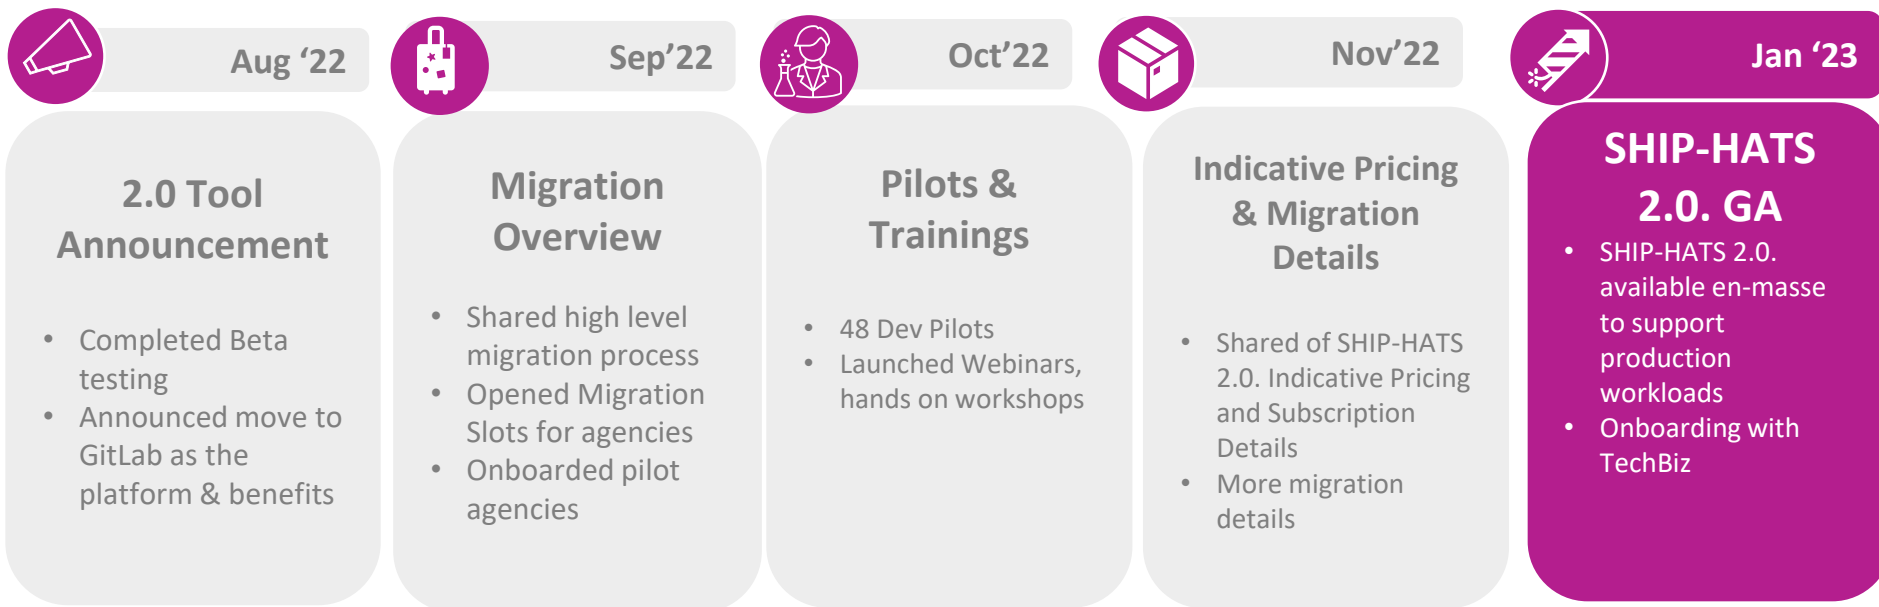 Aug ‘22
2.0 Tool
Announcement
• Completed Beta
testing
• Announced move to
GitLab as the
platform & benefits
Sep’22
Migration
Overview
• Shared high level
migration process
• Opened Migration
Slots for agencies
• Onboarded pilot
agencies
Oct’22
Pilots &
Trainings
• 48 Dev Pilots
• Launched Webinars,
hands on workshops
Nov’22
Indicative Pricing
& Migration
Details
• Shared of SHIP-HATS
2.0. Indicative Pricing
and Subscription
Details
• More migration
details
Jan ‘23
SHIP-HATS
2.0. GA
• SHIP-HATS 2.0.
available en-masse
to support
production
workloads
• Onboarding with
TechBiz